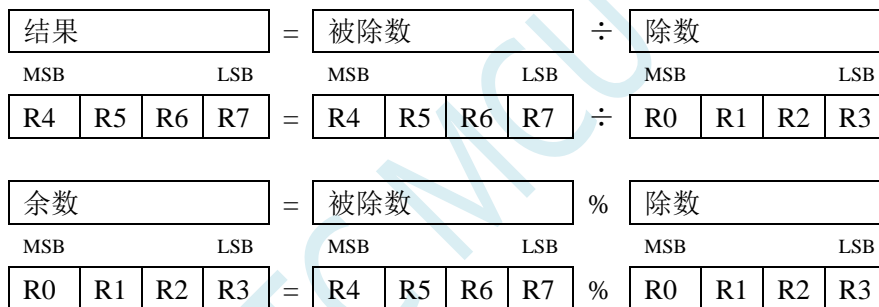 结果 = 被除数 ÷ 除数
MSB LSB MSB LSB MSB LSB
R4 R5 R6 R7 = R4 R5 R6 R7 ÷ R0 R1 R2 R3
余数 = 被除数 % 除数
MSB LSB MSB LSB MSB LSB
R0 R1 R2 R3 = R4 R5 R6 R7 % R0 R1 R2 R3